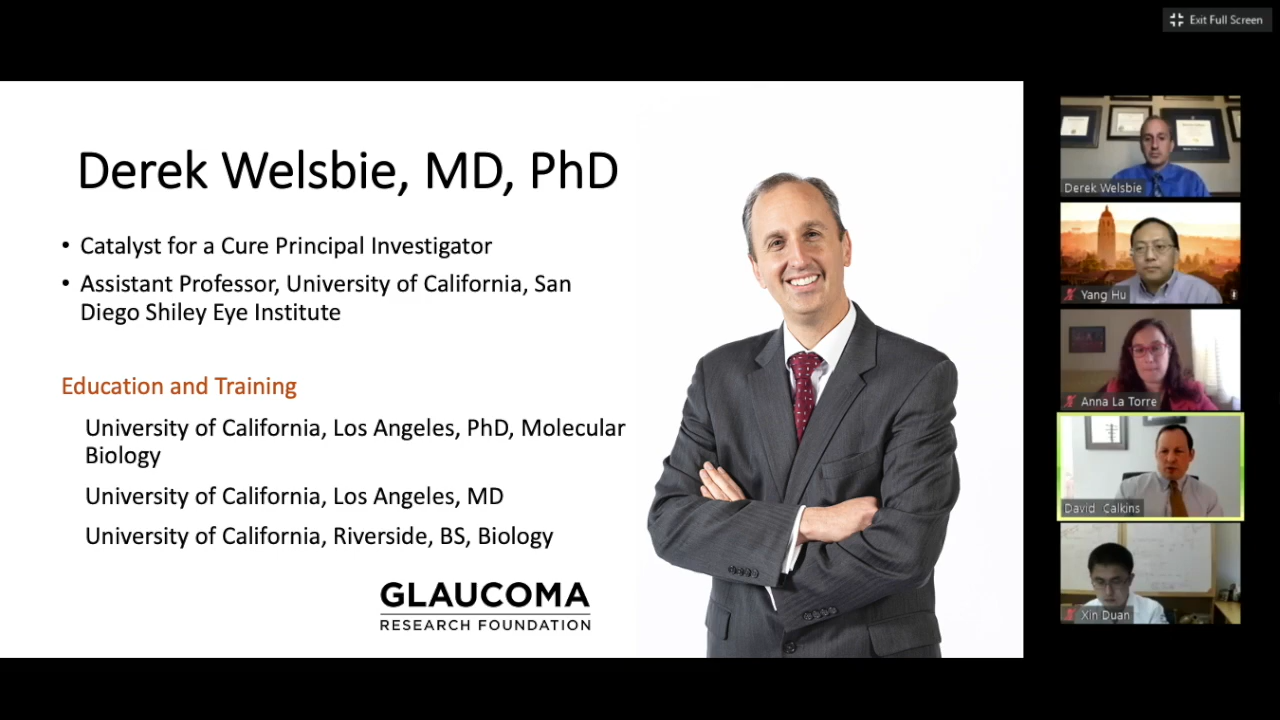 Exit Full Screen
Derek Welsbie, MD, PhD
• Catalyst for a Cure Principal Investigator
• Assistant Professor, University of California, San
Diego Shiley Eye Institute
Education and Training
University of California, Los Angeles, PhD, Molecular
Biology
University of California, Los Angeles, MD
University of California, Riverside, BS, Biology
GLAUCOMA
RESEARCH FOUNDATION
Derek Welsbie
Yang Hu
Anna La Torre
David Calkins
Xin Duan